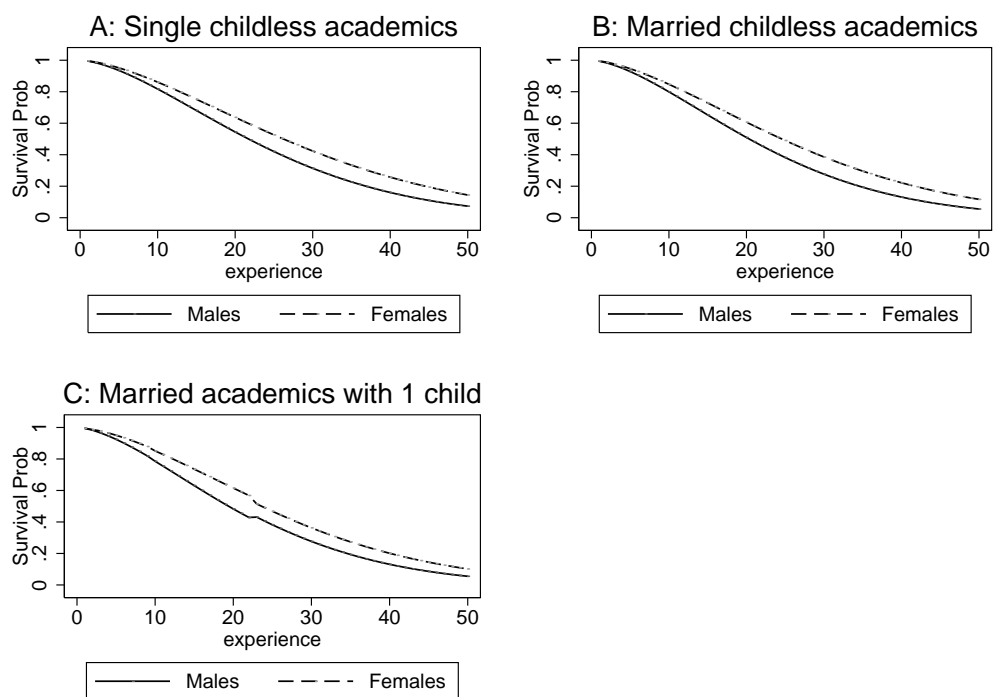 A: Single childless academics
Survival Prob
0 .2 .4 .6 .8 1
0 10 20 30 40 50
experience
Males Females
B: Married childless academics
Survival Prob
0 .2 .4 .6 .8 1
0 10 20 30 40 50
experience
Males Females
C: Married academics with 1 child
Survival Prob
0 .2 .4 .6 .8 1
0 10 20 30 40 50
experience
Males Females